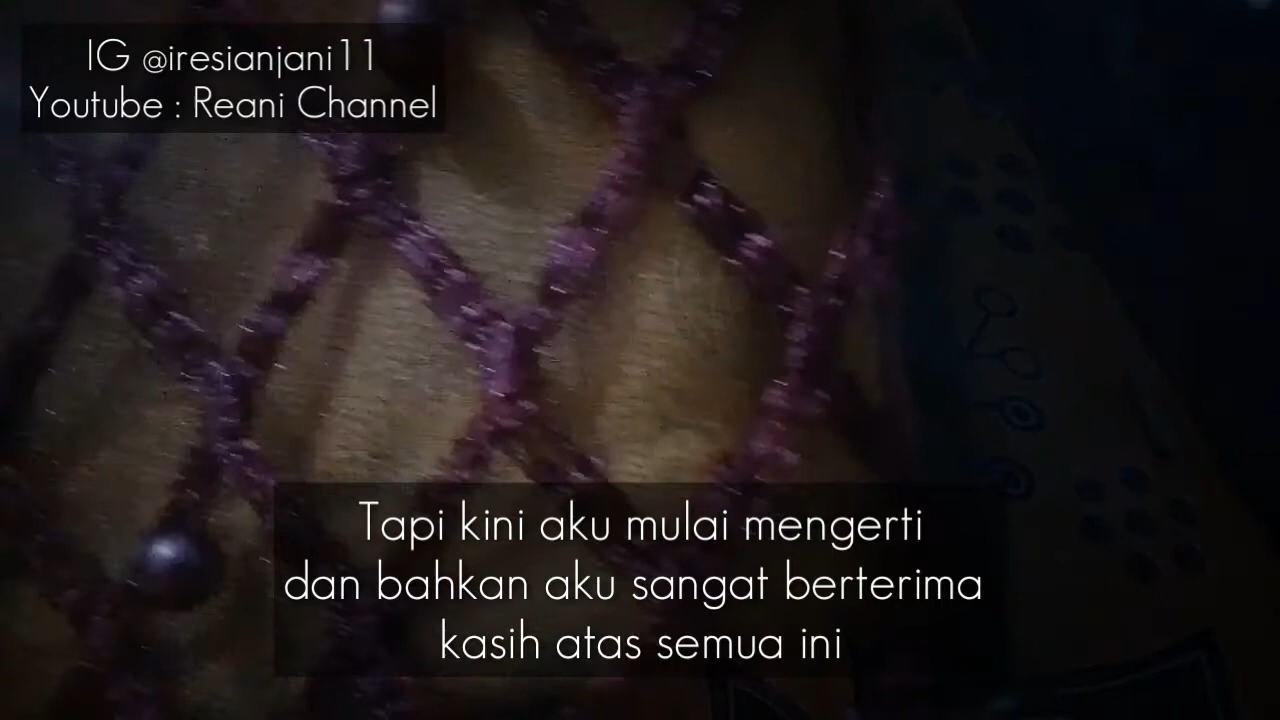 IG @iresianjani11
Youtube : Reani Channel
Tapi kini aku mulai mengerti
dan bahkan aku sangat berterima
kasih atas semua ini